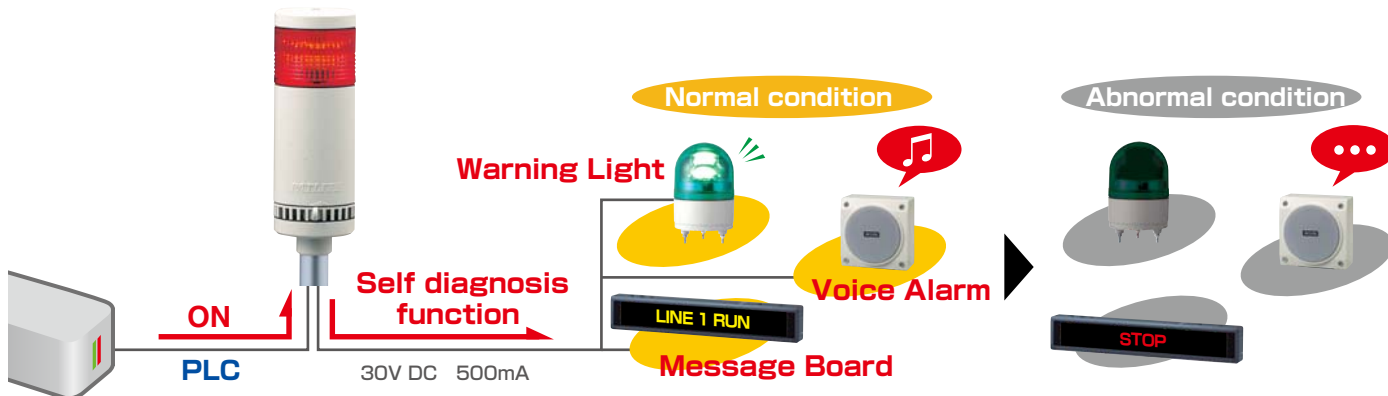 Normal condition
Abnormal condition
Warning Light
Self diagnosis
function
Voice Alarm
ON
LINE 1 RUN
STOP
PLC
30V DC 500mA
Message Board